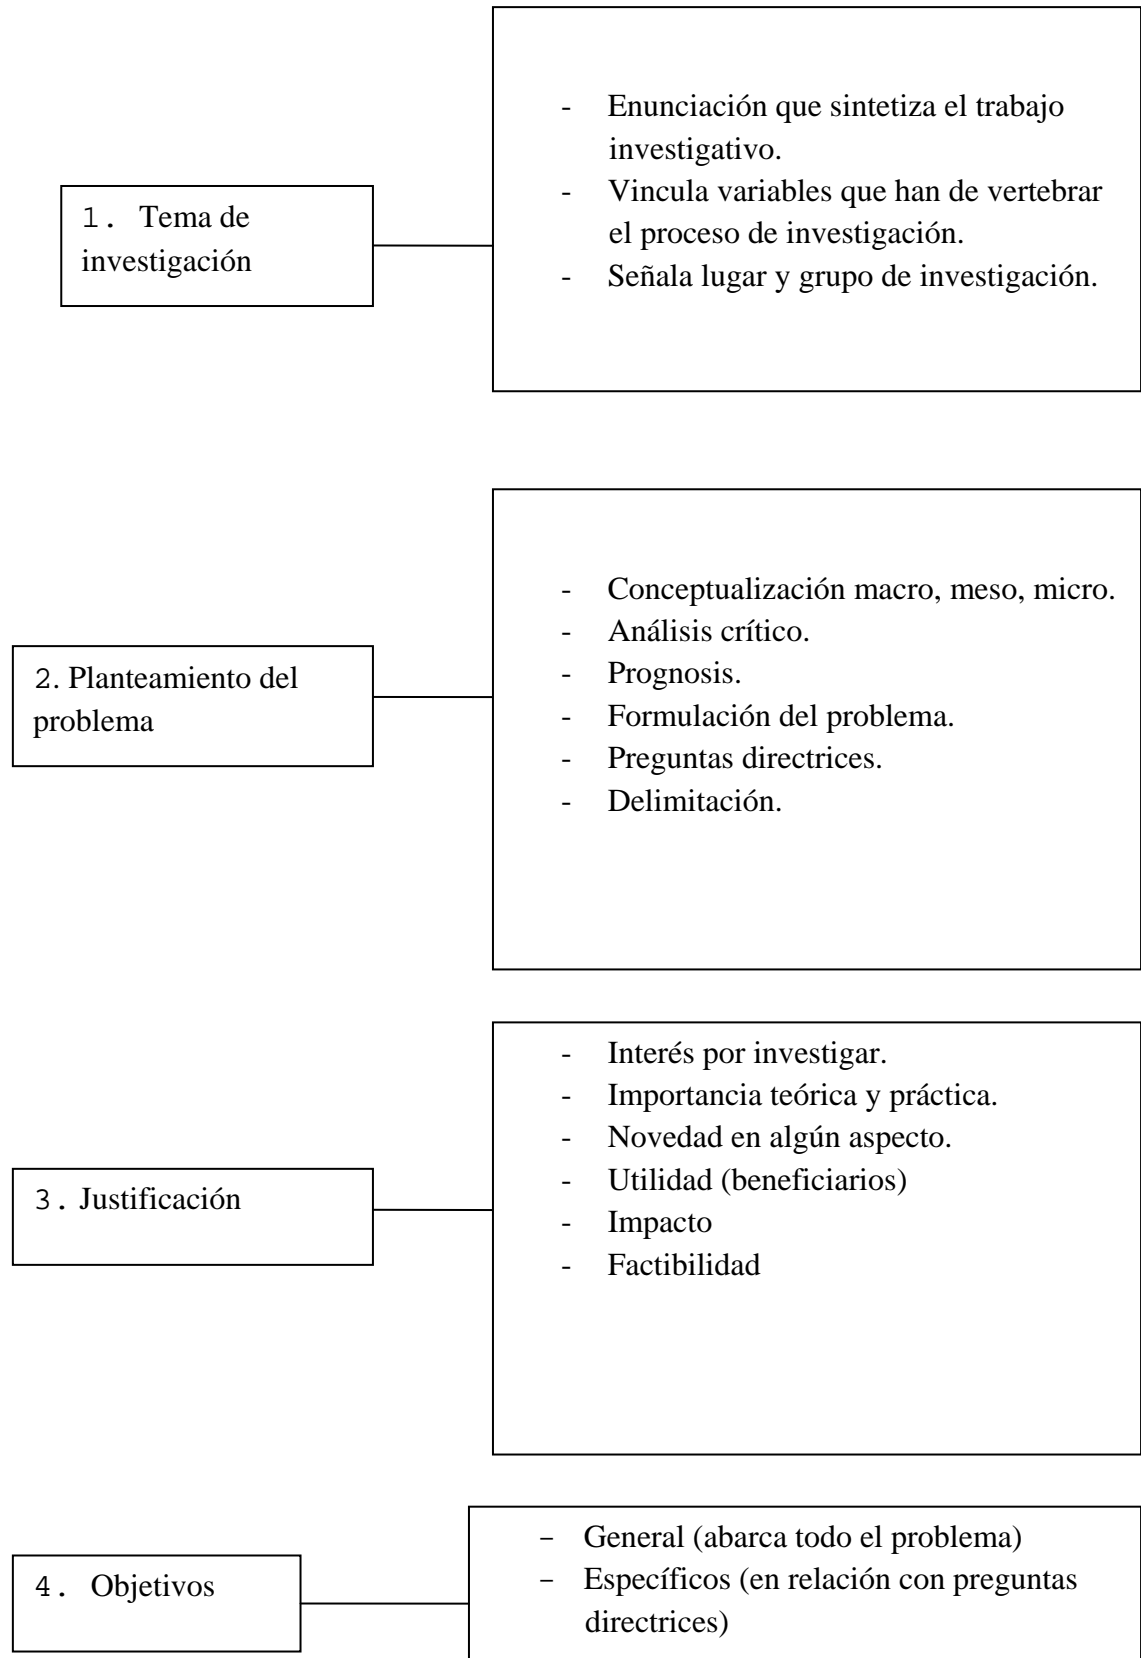 - Enunciación que sintetiza el trabajo
investigativo.
- Vincula variables que han de vertebrar
el proceso de investigación.
- Señala lugar y grupo de investigación.
1. Tema de
investigación
- Conceptualización macro, meso, micro.
- Análisis crítico.
- Prognosis.
- Formulación del problema.
- Preguntas directrices.
- Delimitación.
2. Planteamiento del
problema
- Interés por investigar.
- Importancia teórica y práctica.
- Novedad en algún aspecto.
- Utilidad (beneficiarios)
- Impacto
- Factibilidad
3. Justificación
- General (abarca todo el problema)
- Específicos (en relación con preguntas
directrices)
4. Objetivos